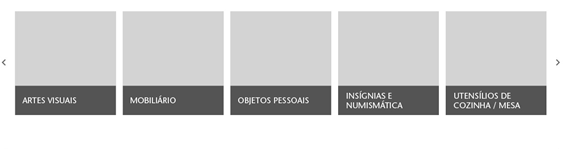 ARTES VISUAIS
MOBILIÁRIO
OBJETOS PESSOAIS
INSÍGNIAS E
NUMISMÁTICA
UTENSÍLIOS DE
COZINHA / MESA